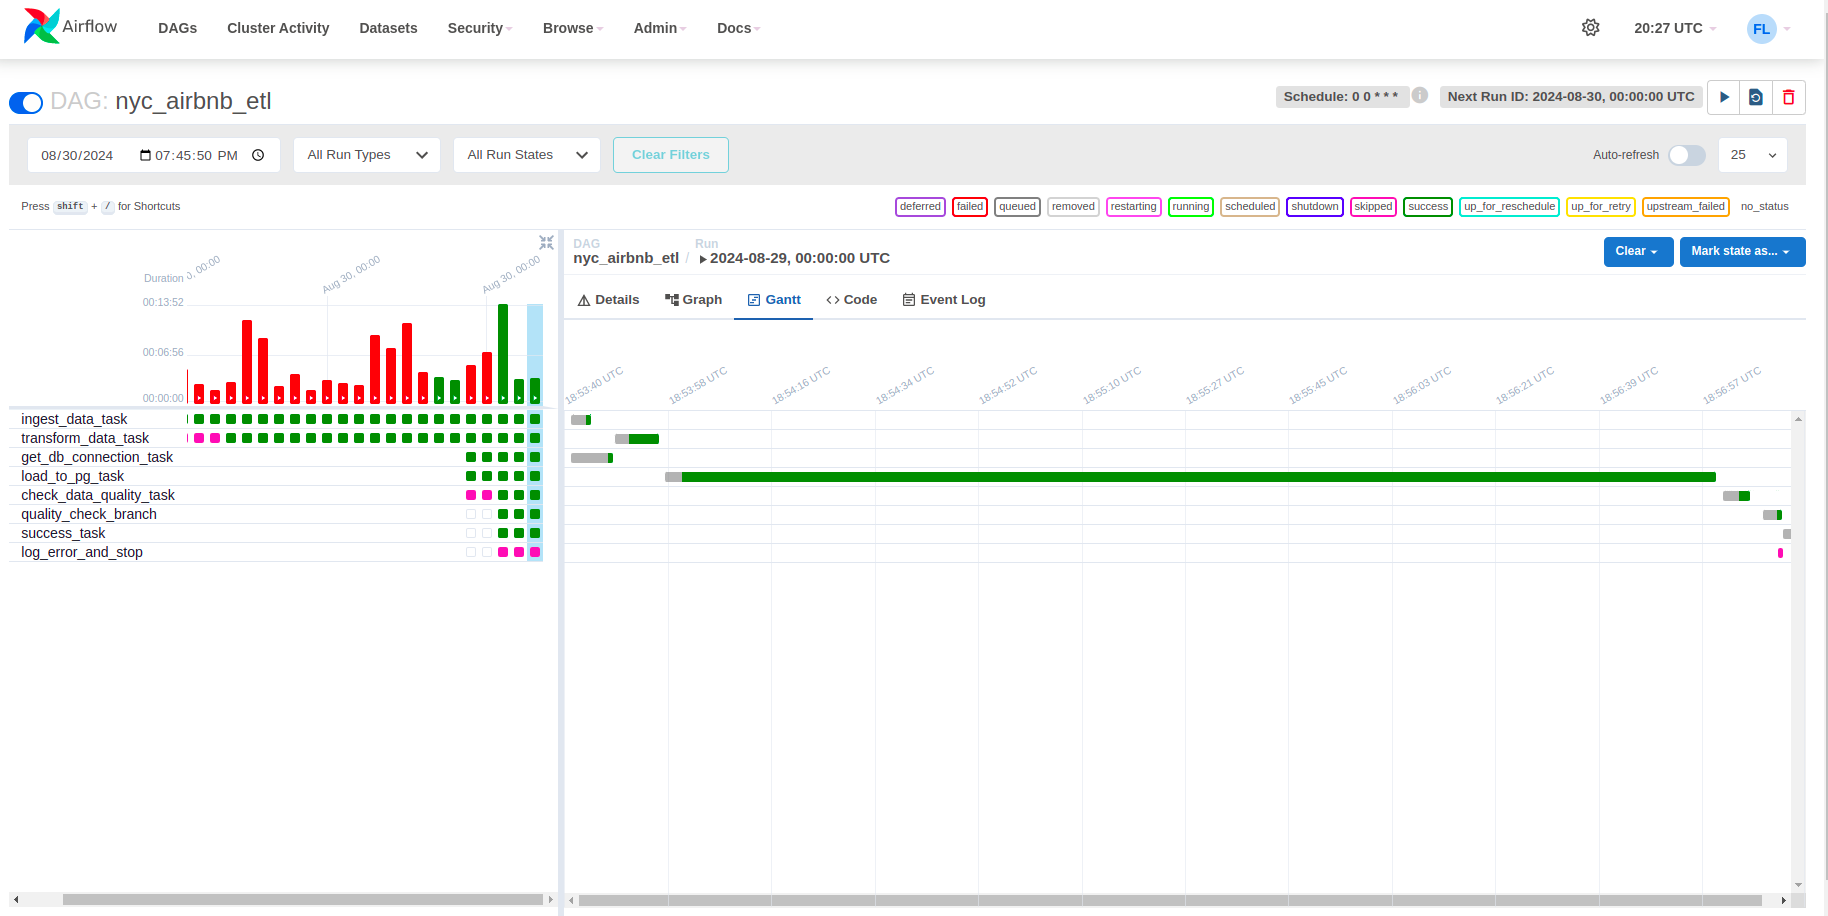 Airflow
DAGs Cluster Activity Datasets Security Browse Admin Docs 20:27 UTC FL
DAG: nyc_airbnb_etl
Schedule: 0 0 * * * Next Run ID: 2024-08-30, 00:00:00 UTC
08/30/2024 07:45:50 PM All Run Types All Run States Clear Filters Auto-refresh 25
Press shift + / for Shortcuts
deferred failed queued removed restarting running scheduled shutdown skipped success up_for_reschedule up_for_retry upstream_failed no_status
DAG Run
nyc_airbnb_etl / 2024-08-29, 00:00:00 UTC
Clear Mark state as...
Details Graph Gantt Code Event Log
0, 00:00 Aug 30, 00:00 Aug 30, 00:00
Duration
00:13:52
00:06:56
00:00:00
18:53:40 UTC 18:53:58 UTC 18:54:16 UTC 18:54:34 UTC 18:54:52 UTC 18:55:10 UTC 18:55:27 UTC 18:55:45 UTC 18:56:03 UTC 18:56:21 UTC 18:56:39 UTC 18:56:57 UTC
ingest_data_task
transform_data_task
get_db_connection_task
load_to_pg_task
check_data_quality_task
quality_check_branch
success_task
log_error_and_stop